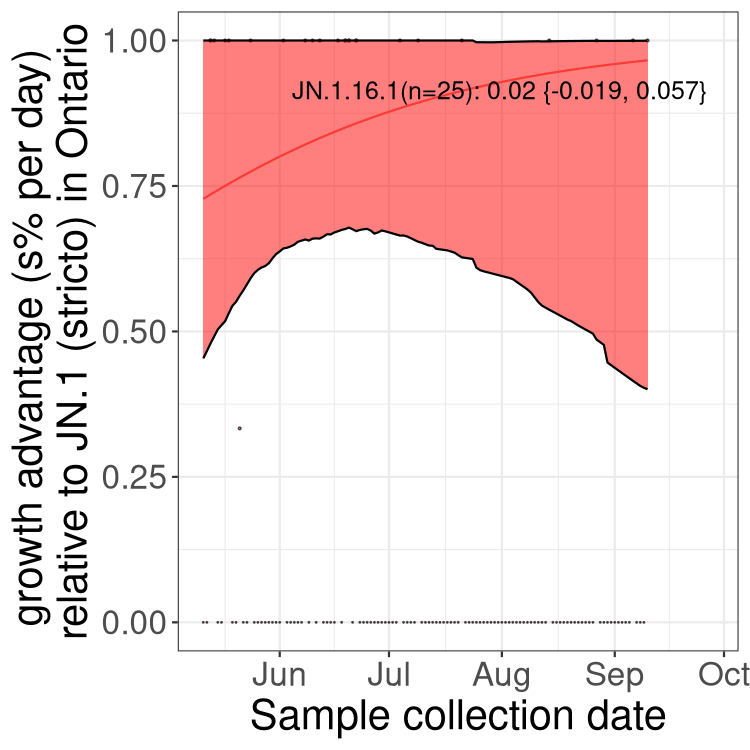 growth advantage (s% per day)
relative to JN.1 (stricto) in Ontario
1.00
0.75
0.50
0.25
0.00
JN.1.16.1(n=25): 0.02 {-0.019, 0.057}
Jun Jul Aug Sep Oct
Sample collection date